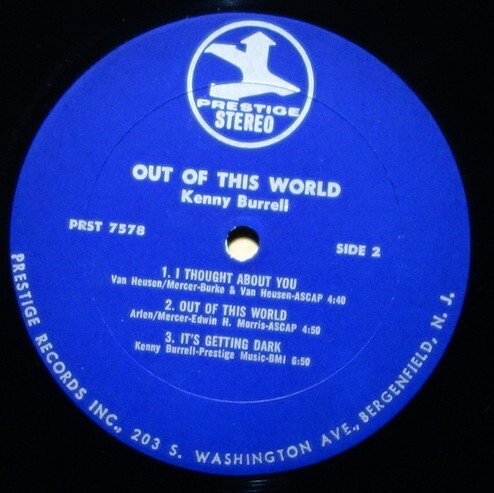 PRESTIGE
STEREO
OUT OF THIS WORLD
Kenny Burrell
PRST 7578
SIDE 2
1. I THOUGHT ABOUT YOU
Van Heusen/Mercer-Burke & Van Heusen-ASCAP 4:40
2. OUT OF THIS WORLD
Arlen/Mercer-Edwin H. Morris-ASCAP 4:50
3. IT'S GETTING DARK
Kenny Burrell-Prestige Music-BMI 6:50
PRESTIGE RECORDS INC., 203 S. WASHINGTON AVE., BERGENFIELD, N. J.